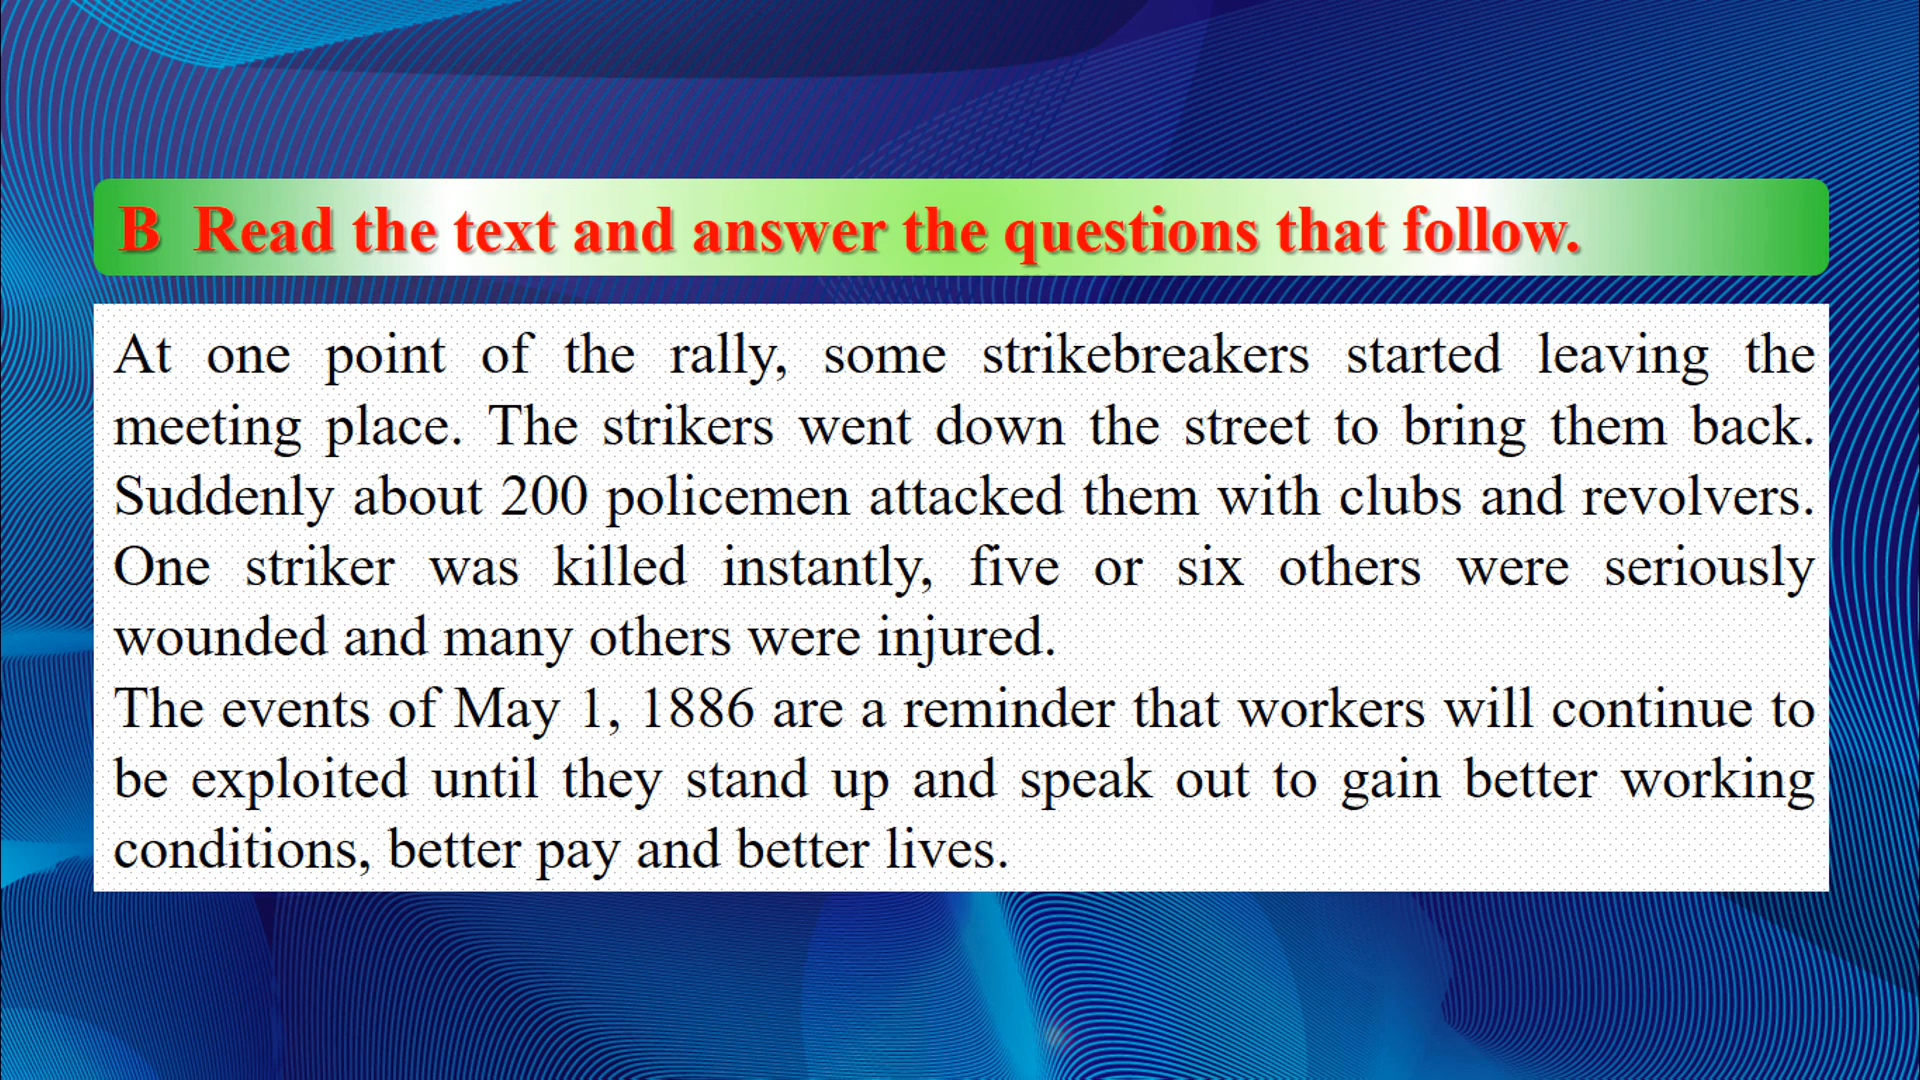 B Read the text and answer the questions that follow.
At one point of the rally, some strikebreakers started leaving the
meeting place. The strikers went down the street to bring them back.
Suddenly about 200 policemen attacked them with clubs and revolvers.
One striker was killed instantly, five or six others were seriously
wounded and many others were injured.
The events of May 1, 1886 are a reminder that workers will continue to
be exploited until they stand up and speak out to gain better working
conditions, better pay and better lives.